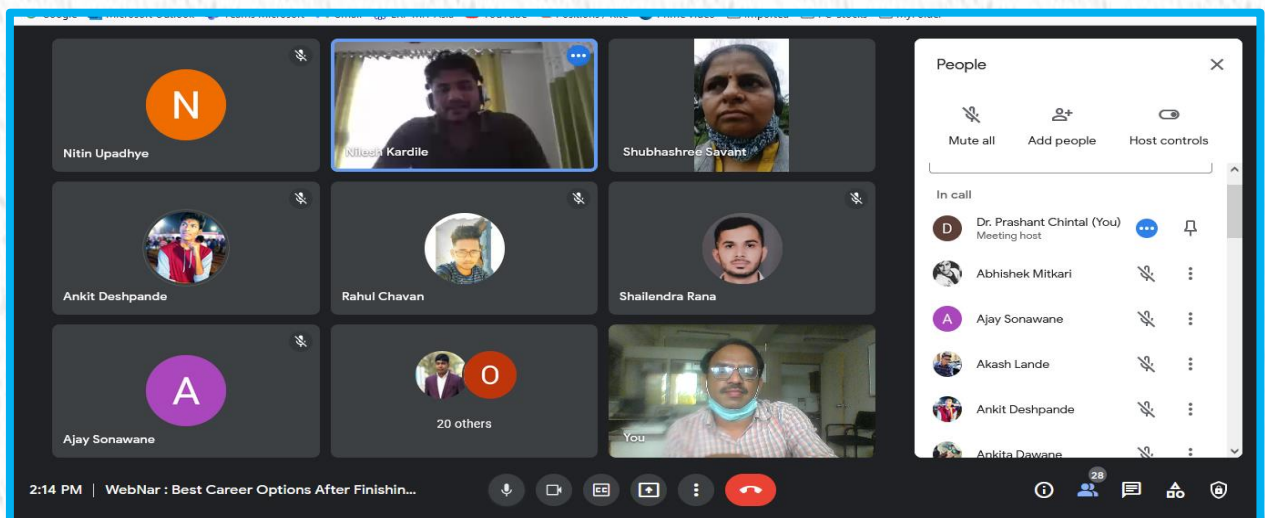 N
Nitin Upadhye
Nilesh Kardile
Shubhashree Savant
Ankit Deshpande
Rahul Chavan
Shailendra Rana
A
Ajay Sonawane
O
20 others
You
People
Mute all
Add people
Host controls
In call
D
Dr. Prashant Chintal (You)
Meeting host
Abhishek Mitkari
A
Ajay Sonawane
Akash Lande
Ankit Deshpande
Ankita Dawane
2:14 PM | WebNar : Best Career Options After Finishin...
CC
28